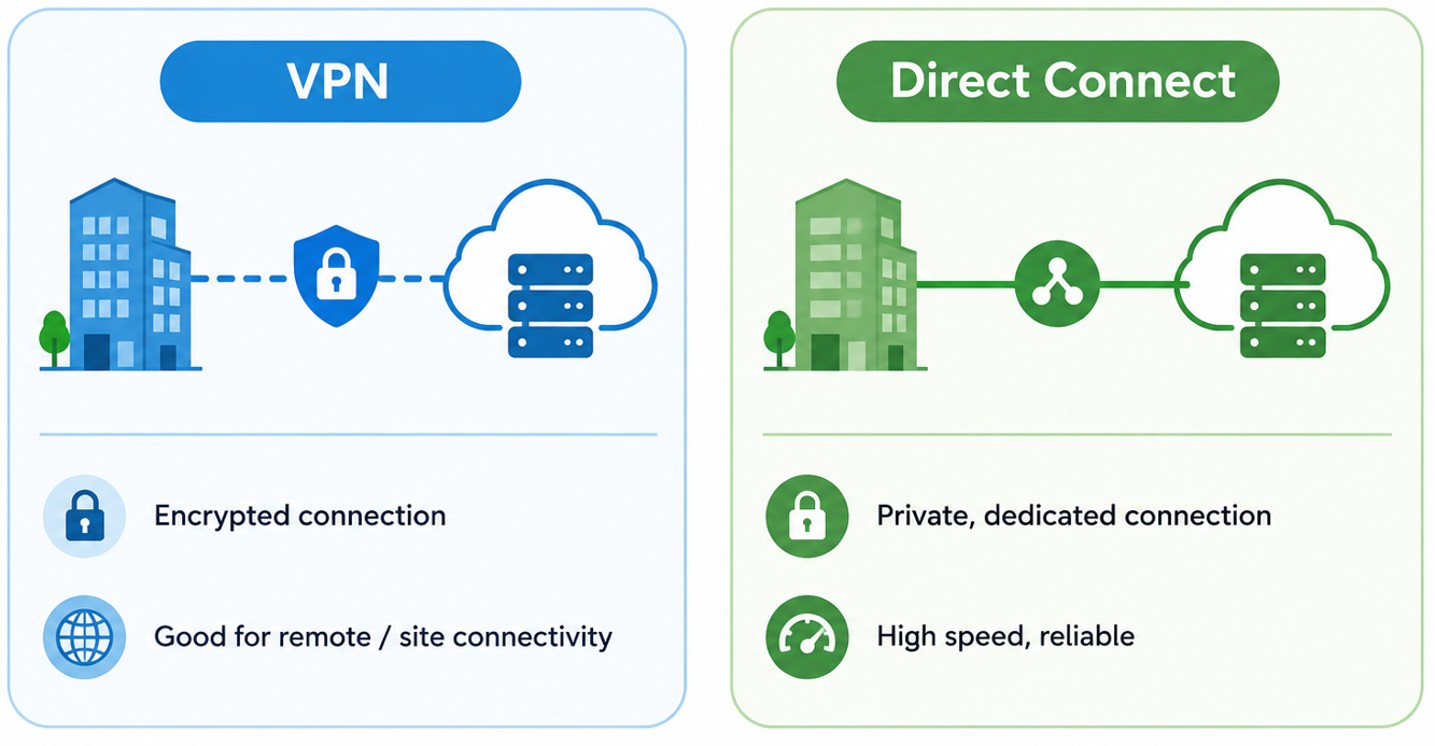 VPN
Encrypted connection
Good for remote / site connectivity
Direct Connect
Private, dedicated connection
High speed, reliable